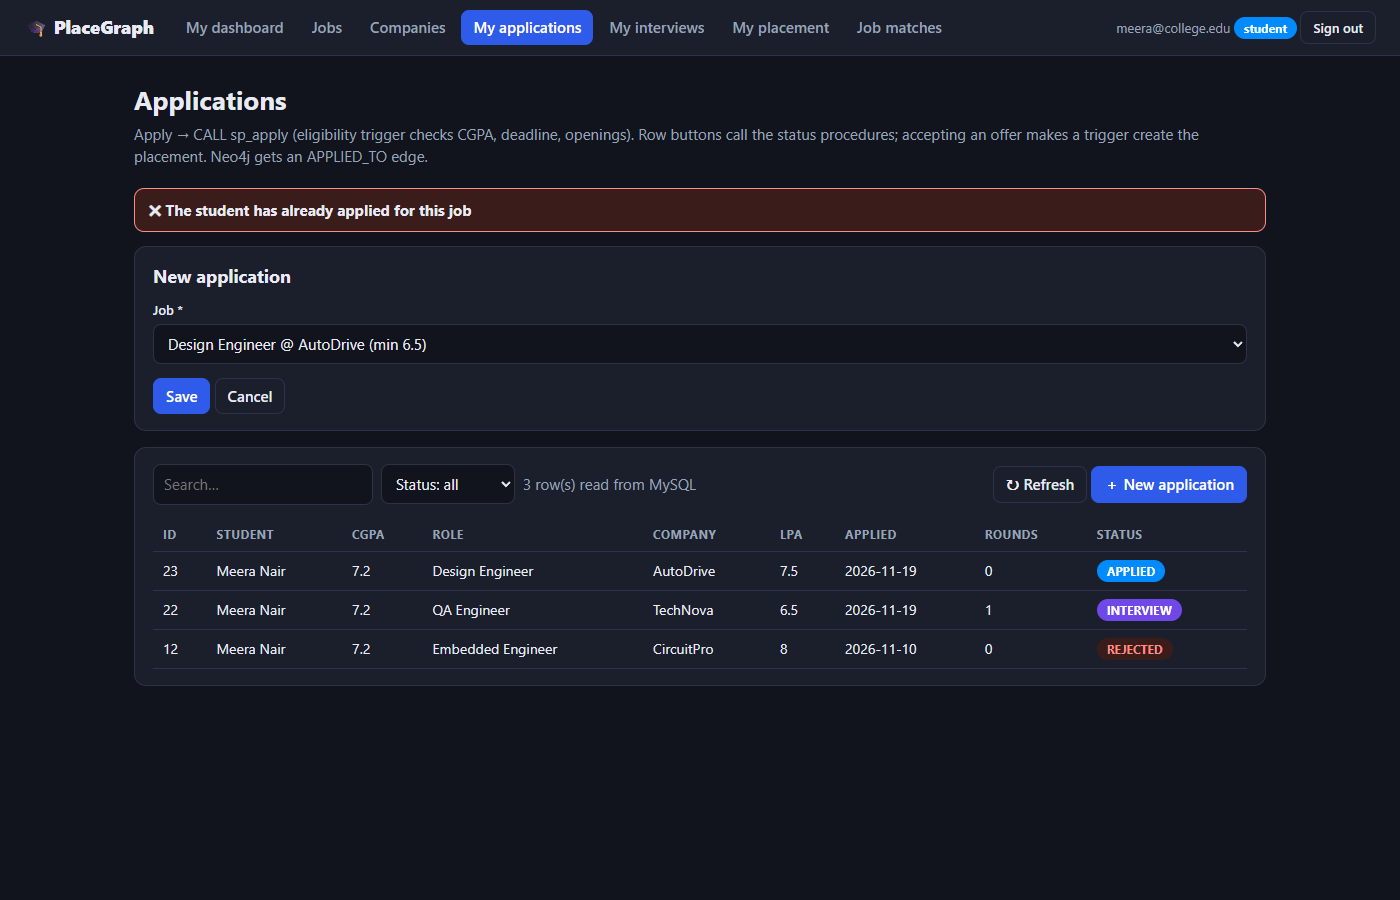 PlaceGraph My dashboard Jobs Companies My applications My interviews My placement Job matches meera@college.edu student Sign out
Applications
Apply → CALL sp_apply (eligibility trigger checks CGPA, deadline, openings). Row buttons call the status procedures; accepting an offer makes a trigger create the
placement. Neo4j gets an APPLIED_TO edge.
❌ The student has already applied for this job
New application
Job *
Design Engineer @ AutoDrive (min 6.5)
Save Cancel
Search... Status: all 3 row(s) read from MySQL ↻ Refresh + New application
ID STUDENT CGPA ROLE COMPANY LPA APPLIED ROUNDS STATUS
23 Meera Nair 7.2 Design Engineer AutoDrive 7.5 2026-11-19 0 APPLIED
22 Meera Nair 7.2 QA Engineer TechNova 6.5 2026-11-19 1 INTERVIEW
12 Meera Nair 7.2 Embedded Engineer CircuitPro 8 2026-11-10 0 REJECTED